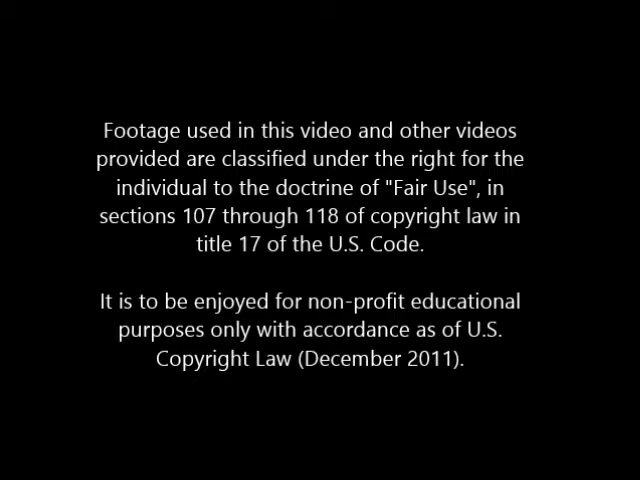 Footage used in this video and other videos
provided are classified under the right for the
individual to the doctrine of "Fair Use", in
sections 107 through 118 of copyright law in
title 17 of the U.S. Code.
It is to be enjoyed for non-profit educational
purposes only with accordance as of U.S.
Copyright Law (December 2011).